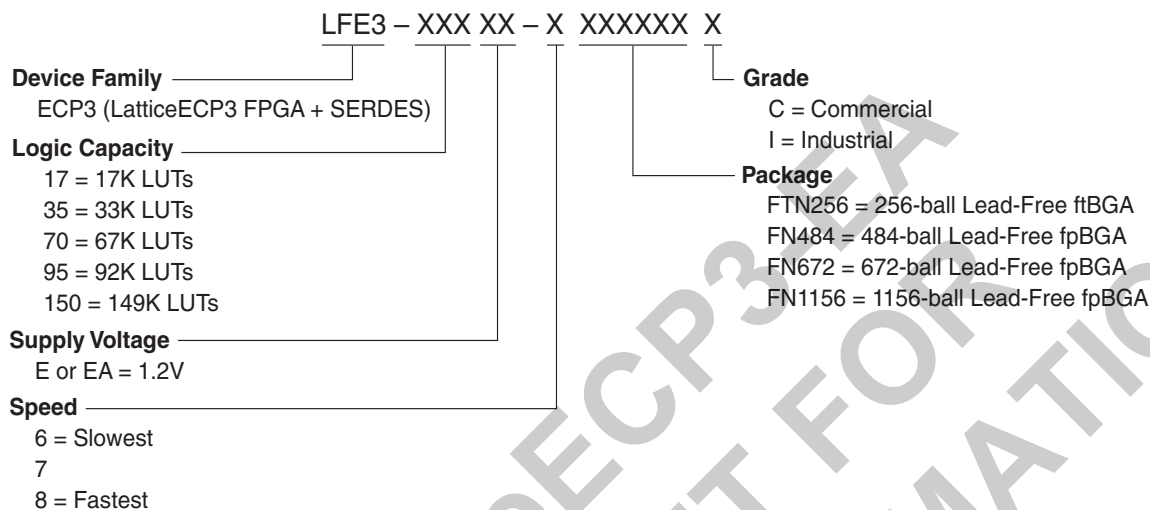 LFE3 – XXX XX – X XXXXXX X
Device Family
ECP3 (LatticeECP3 FPGA + SERDES)
Logic Capacity
17 = 17K LUTs
35 = 33K LUTs
70 = 67K LUTs
95 = 92K LUTs
150 = 149K LUTs
Supply Voltage
E or EA = 1.2V
Speed
6 = Slowest
7
8 = Fastest
Grade
C = Commercial
I = Industrial
Package
FTN256 = 256-ball Lead-Free ftBGA
FN484 = 484-ball Lead-Free fpBGA
FN672 = 672-ball Lead-Free fpBGA
FN1156 = 1156-ball Lead-Free fpBGA
ECP3-EA
FOR